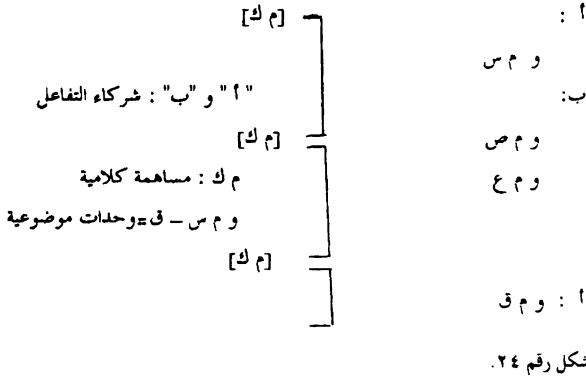 أ :
[م ك]
و م س
"أ" و "ب" : شركاء التفاعل
ب:
و م ص
[م ك]
و م ع
م ك : مساهمة كلامية
و م س – ق=وحدات موضوعية
[م ك]
أ : و م ق
شكل رقم ٢٤.